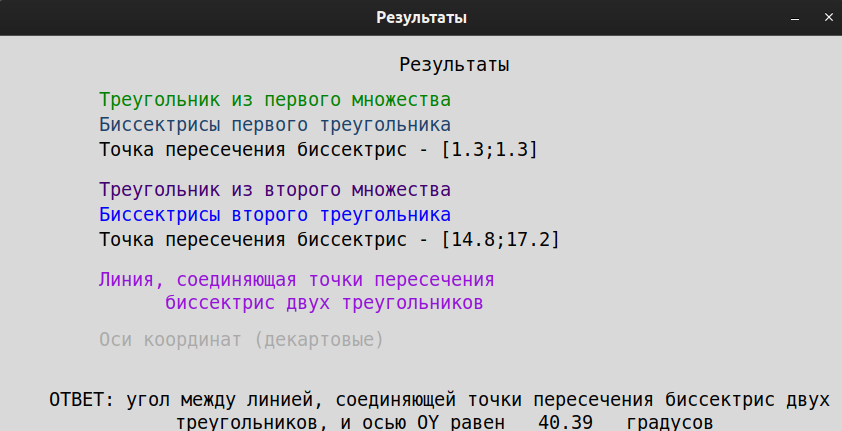 Результаты
Результаты
Треугольник из первого множества
Биссектрисы первого треугольника
Точка пересечения биссектрис - [1.3;1.3]
Треугольник из второго множества
Биссектрисы второго треугольника
Точка пересечения биссектрис - [14.8;17.2]
Линия, соединяющая точки пересечения
биссектрис двух треугольников
Оси координат (декартовые)
ОТВЕТ: угол между линией, соединяющей точки пересечения биссектрис двух
треугольников, и осью OY равен 40.39 градусов